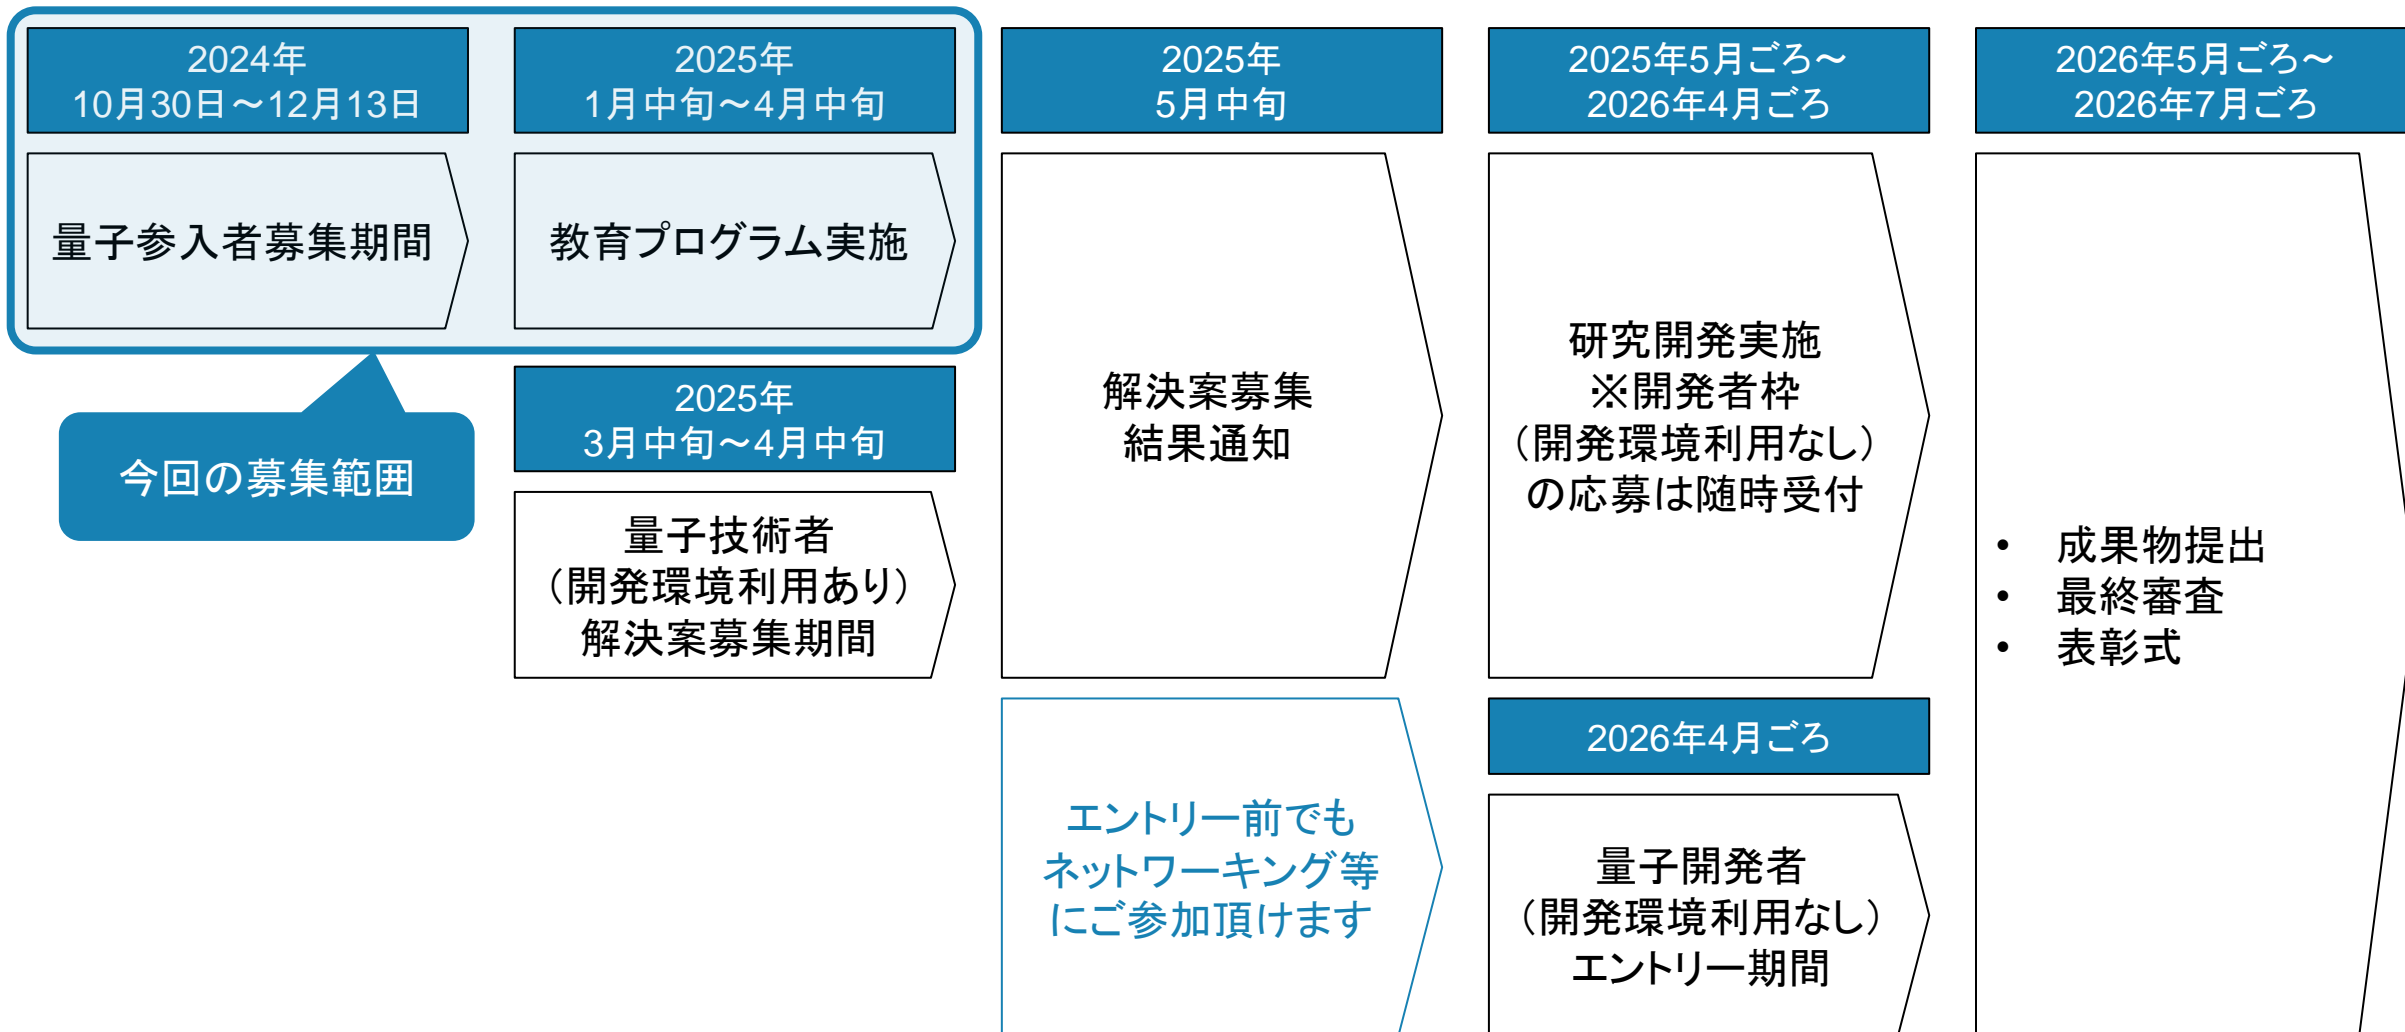 2024年
10月30日～12月13日
量子参入者募集期間
2025年
1月中旬～4月中旬
教育プログラム実施
今回の募集範囲
2025年
3月中旬～4月中旬
量子技術者
（開発環境利用あり）
解決案募集期間
2025年
5月中旬
解決案募集
結果通知
エントリー前でも
ネットワーキング等
にご参加頂けます
2025年5月ごろ～
2026年4月ごろ
研究開発実施
※開発者枠
（開発環境利用なし）
の応募は随時受付
2026年4月ごろ
量子開発者
（開発環境利用なし）
エントリー期間
2026年5月ごろ～
2026年7月ごろ
• 成果物提出
• 最終審査
• 表彰式